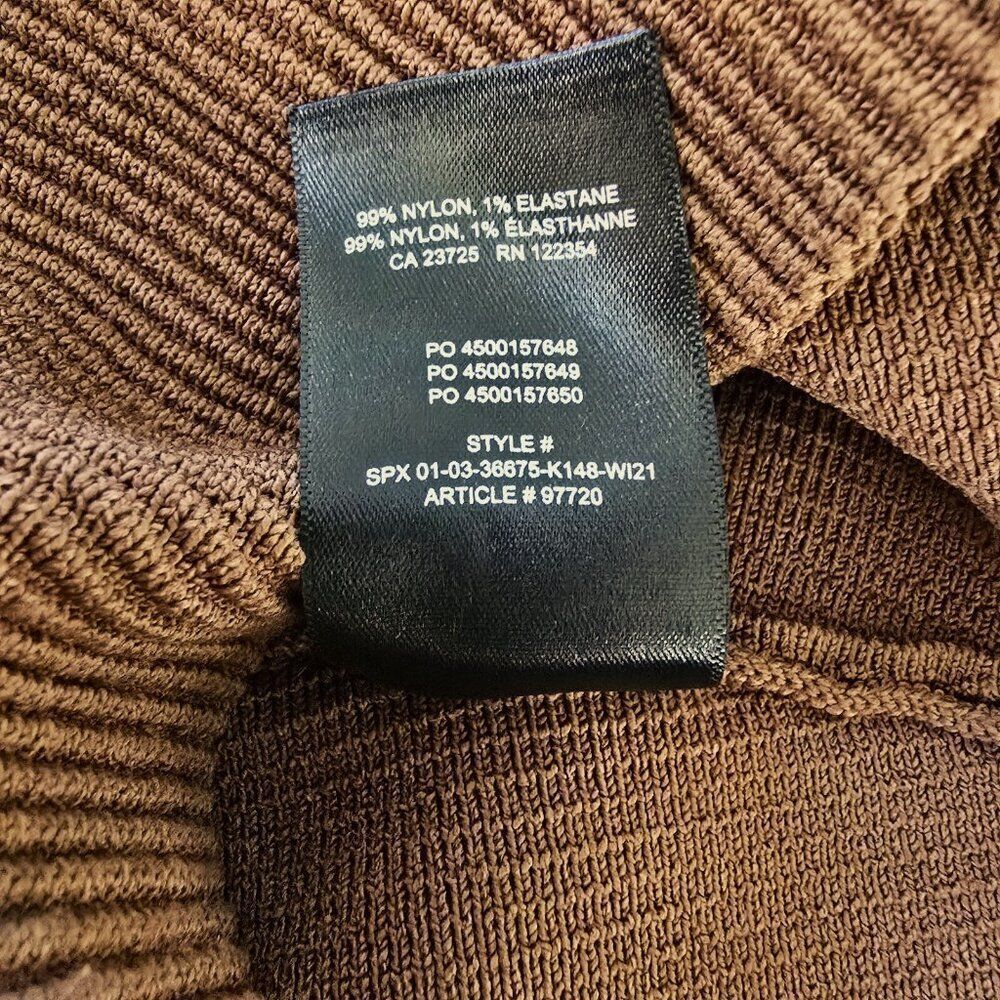 99% NYLON, 1% ELASTANE
99% NYLON, 1% ÉLASTHANNE
CA 23725 RN 122354
PO 4500157648
PO 4500157649
PO 4500157650
STYLE #
SPX 01-03-36675-K148-WI21
ARTICLE # 97720